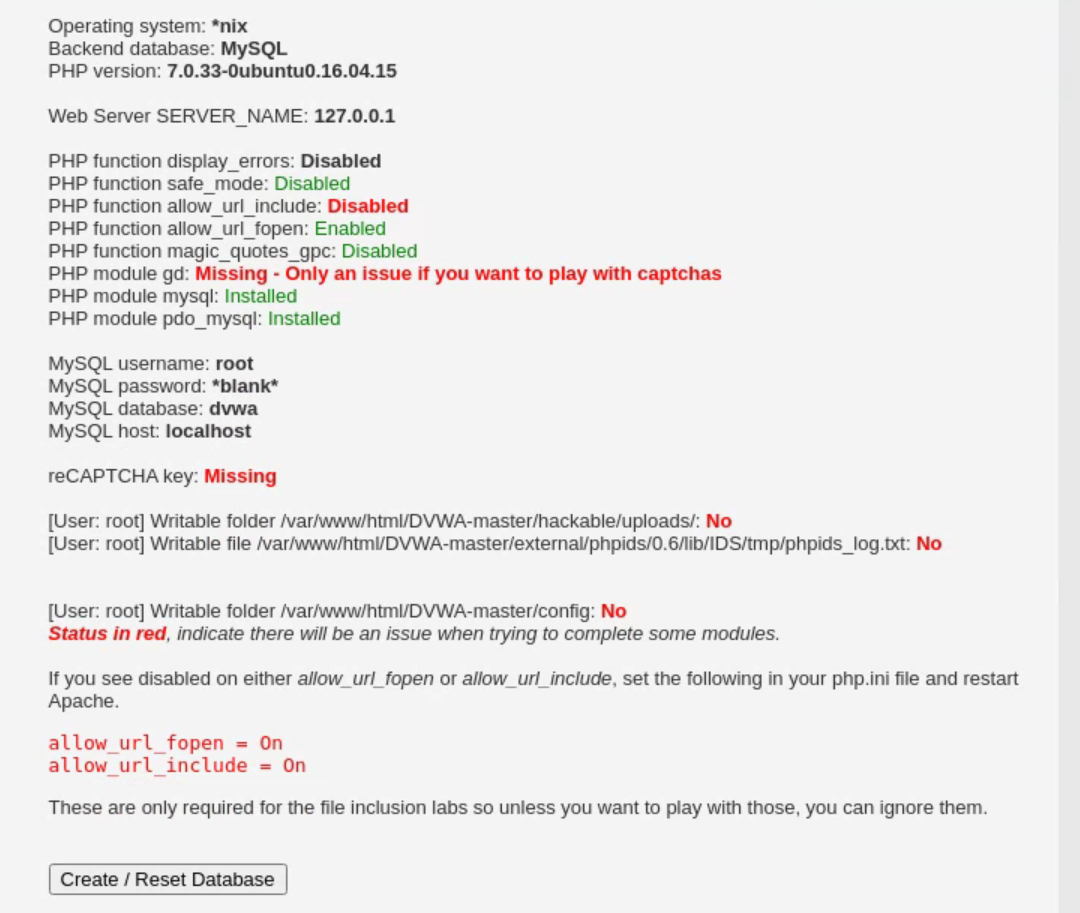 Operating system: *nix
Backend database: MySQL
PHP version: 7.0.33-0ubuntu0.16.04.15
Web Server SERVER_NAME: 127.0.0.1
PHP function display_errors: Disabled
PHP function safe_mode: Disabled
PHP function allow_url_include: Disabled
PHP function allow_url_fopen: Enabled
PHP function magic_quotes_gpc: Disabled
PHP module gd: Missing - Only an issue if you want to play with captchas
PHP module mysql: Installed
PHP module pdo_mysql: Installed
MySQL username: root
MySQL password: *blank*
MySQL database: dvwa
MySQL host: localhost
reCAPTCHA key: Missing
[User: root] Writable folder /var/www/html/DVWA-master/hackable/uploads/: No
[User: root] Writable file /var/www/html/DVWA-master/external/phpids/0.6/lib/IDS/tmp/phpids_log.txt: No
[User: root] Writable folder /var/www/html/DVWA-master/config: No
Status in red, indicate there will be an issue when trying to complete some modules.
If you see disabled on either allow_url_fopen or allow_url_include, set the following in your php.ini file and restart
Apache.
allow_url_fopen = On
allow_url_include = On
These are only required for the file inclusion labs so unless you want to play with those, you can ignore them.
Create / Reset Database